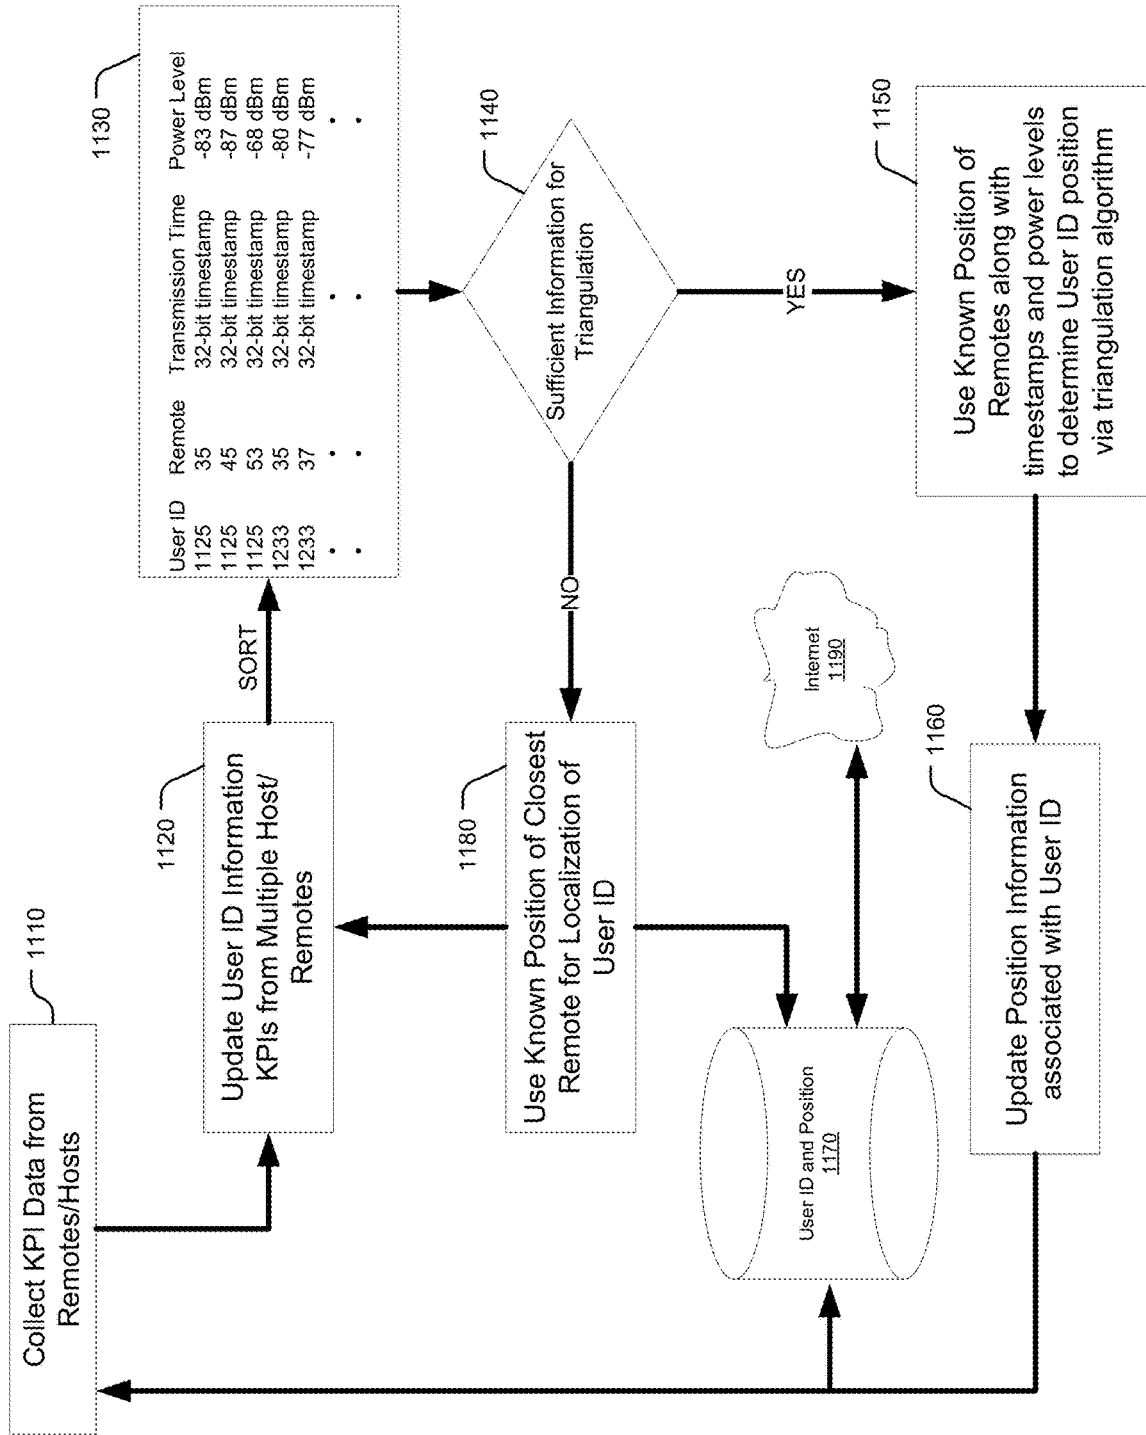 1110
Collect KPI Data from
Remotes/Hosts
1120
Update User ID Information
KPIs from Multiple Host/
Remotes
SORT
1130
User ID Remote Transmission Time Power Level
1125 35 32-bit timestamp -83 dBm
1125 45 32-bit timestamp -87 dBm
1125 53 32-bit timestamp -68 dBm
1233 35 32-bit timestamp -80 dBm
1233 37 32-bit timestamp -77 dBm
. . . .
. . . .
1140
Sufficient Information for
Triangulation
NO
YES
1180
Use Known Position of Closest
Remote for Localization of
User ID
1150
Use Known Position of
Remotes along with
timestamps and power levels
to determine User ID position
via triangulation algorithm
User ID and Position
1170
Internet
1190
1160
Update Position Information
associated with User ID